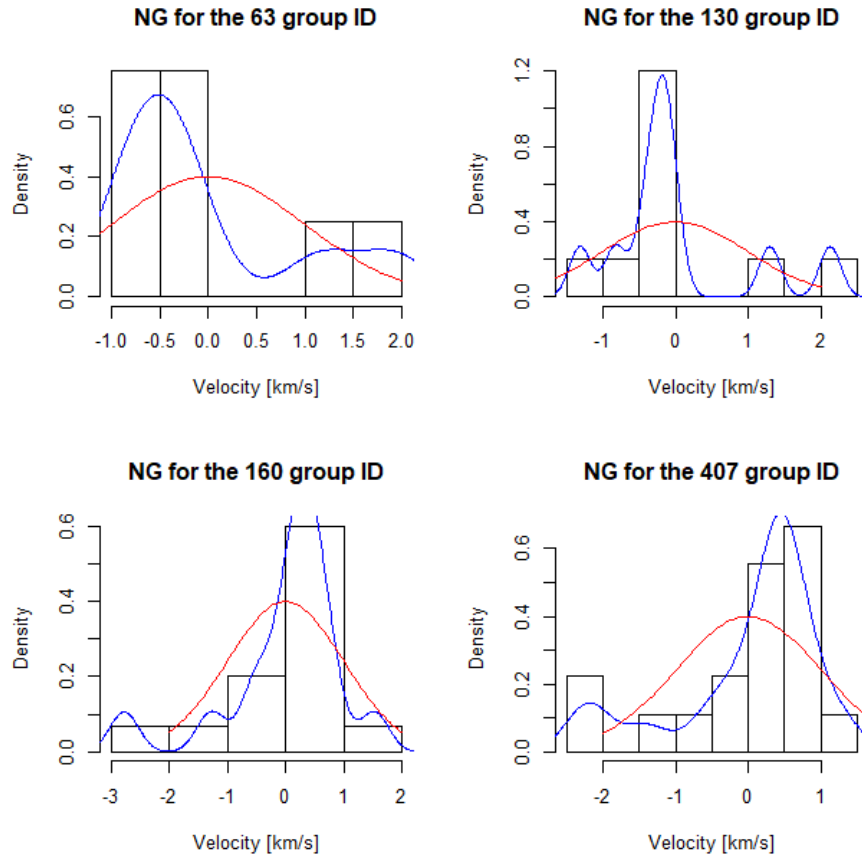 NG for the 63 group ID
Density
0.0 0.2 0.4 0.6
-1.0 -0.5 0.0 0.5 1.0 1.5 2.0
Velocity [km/s]
NG for the 130 group ID
Density
0.0 0.4 0.8 1.2
-1 0 1 2
Velocity [km/s]
NG for the 160 group ID
Density
0.0 0.2 0.4 0.6
-3 -2 -1 0 1 2
Velocity [km/s]
NG for the 407 group ID
Density
0.0 0.2 0.4 0.6
-2 -1 0 1
Velocity [km/s]